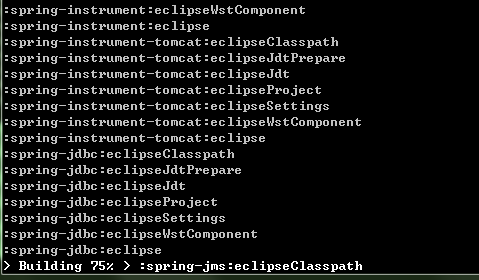 :spring-instrument:eclipseWstComponent
:spring-instrument:eclipse
:spring-instrument-tomcat:eclipseClasspath
:spring-instrument-tomcat:eclipseJdtPrepare
:spring-instrument-tomcat:eclipseJdt
:spring-instrument-tomcat:eclipseProject
:spring-instrument-tomcat:eclipseSettings
:spring-instrument-tomcat:eclipseWstComponent
:spring-instrument-tomcat:eclipse
:spring-jdbc:eclipseClasspath
:spring-jdbc:eclipseJdtPrepare
:spring-jdbc:eclipseJdt
:spring-jdbc:eclipseProject
:spring-jdbc:eclipseSettings
:spring-jdbc:eclipseWstComponent
:spring-jdbc:eclipse
> Building 75% > :spring-jms:eclipseClasspath